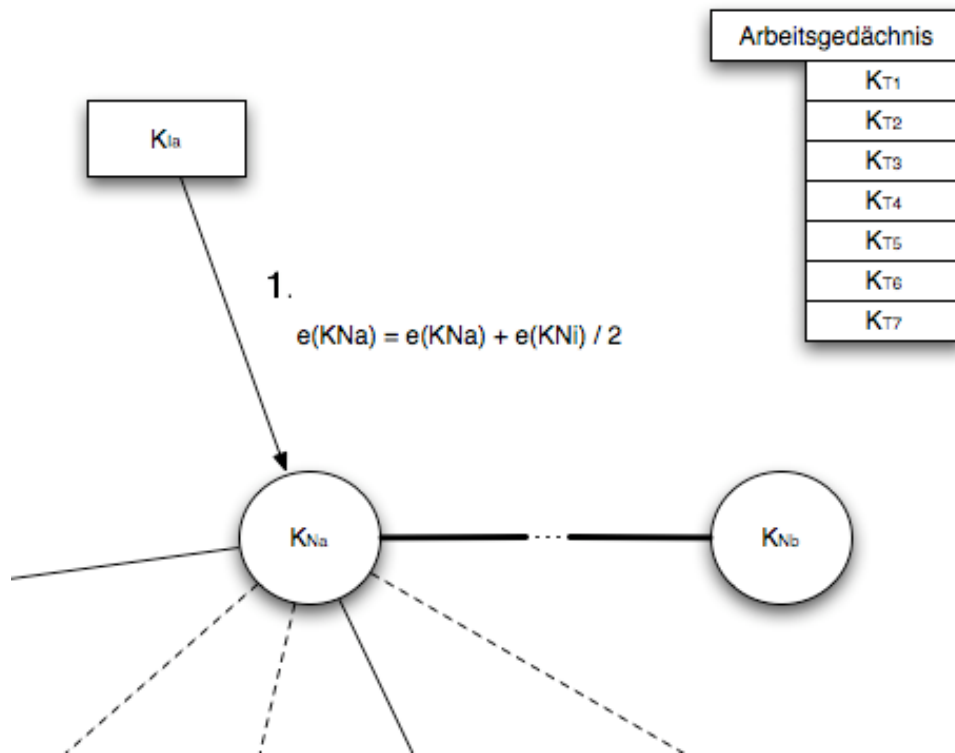 Arbeitsgedächnis
KT1
KT2
KT3
KT4
KT5
KT6
KT7
KIa
1.
e(KNa) = e(KNa) + e(KNi) / 2
KNa
KNb